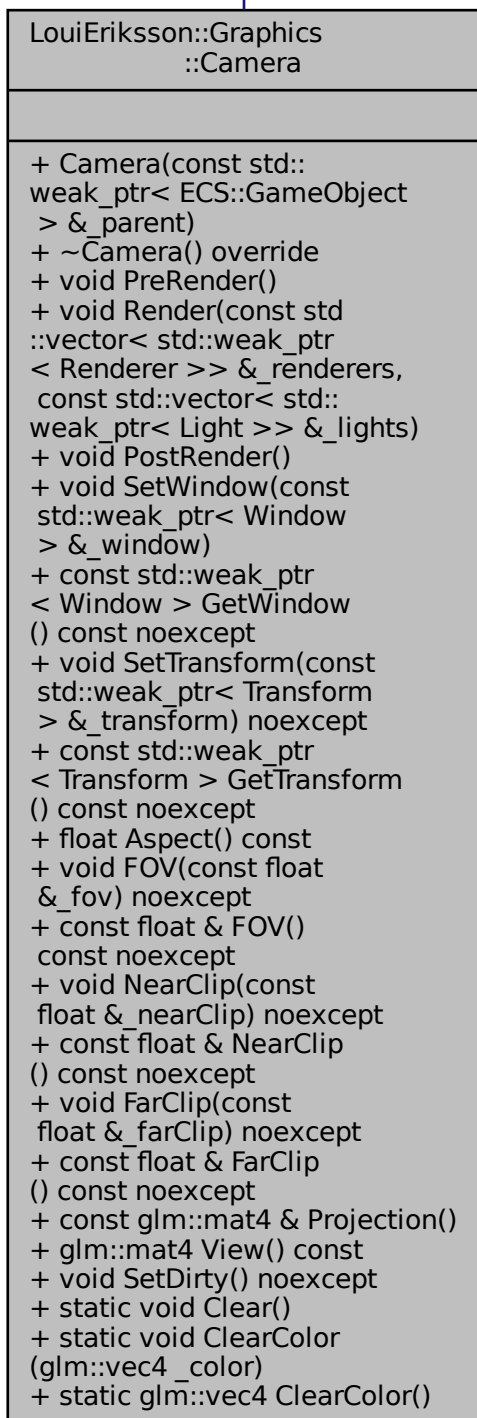 LouiEriksson::Graphics
::Camera
+ Camera(const std::
weak_ptr< ECS::GameObject
> &_parent)
+ ~Camera() override
+ void PreRender()
+ void Render(const std
::vector< std::weak_ptr
< Renderer >> &_renderers,
const std::vector< std::
weak_ptr< Light >> &_lights)
+ void PostRender()
+ void SetWindow(const
std::weak_ptr< Window
> &_window)
+ const std::weak_ptr
< Window > GetWindow
() const noexcept
+ void SetTransform(const
std::weak_ptr< Transform
> &_transform) noexcept
+ const std::weak_ptr
< Transform > GetTransform
() const noexcept
+ float Aspect() const
+ void FOV(const float
&_fov) noexcept
+ const float & FOV()
const noexcept
+ void NearClip(const
float &_nearClip) noexcept
+ const float & NearClip
() const noexcept
+ void FarClip(const
float &_farClip) noexcept
+ const float & FarClip
() const noexcept
+ const glm::mat4 & Projection()
+ glm::mat4 View() const
+ void SetDirty() noexcept
+ static void Clear()
+ static void ClearColor
(glm::vec4 _color)
+ static glm::vec4 ClearColor()